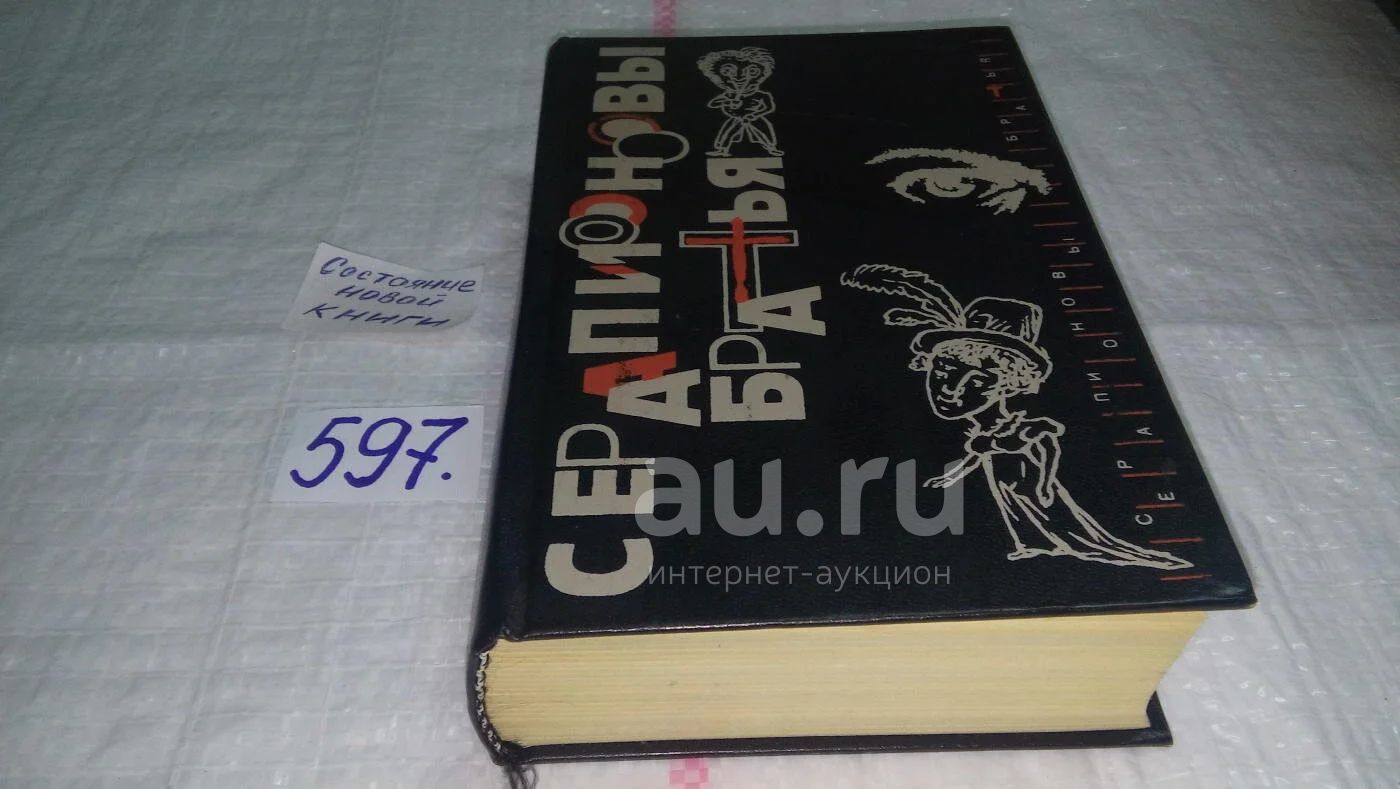 Состояние
новой
книги
597.
СЕРАПИОНОВЫ
БРАТЬЯ
СЕРАПИОНОВЫ БРАТЬЯ
au.ru
интернет-аукцион